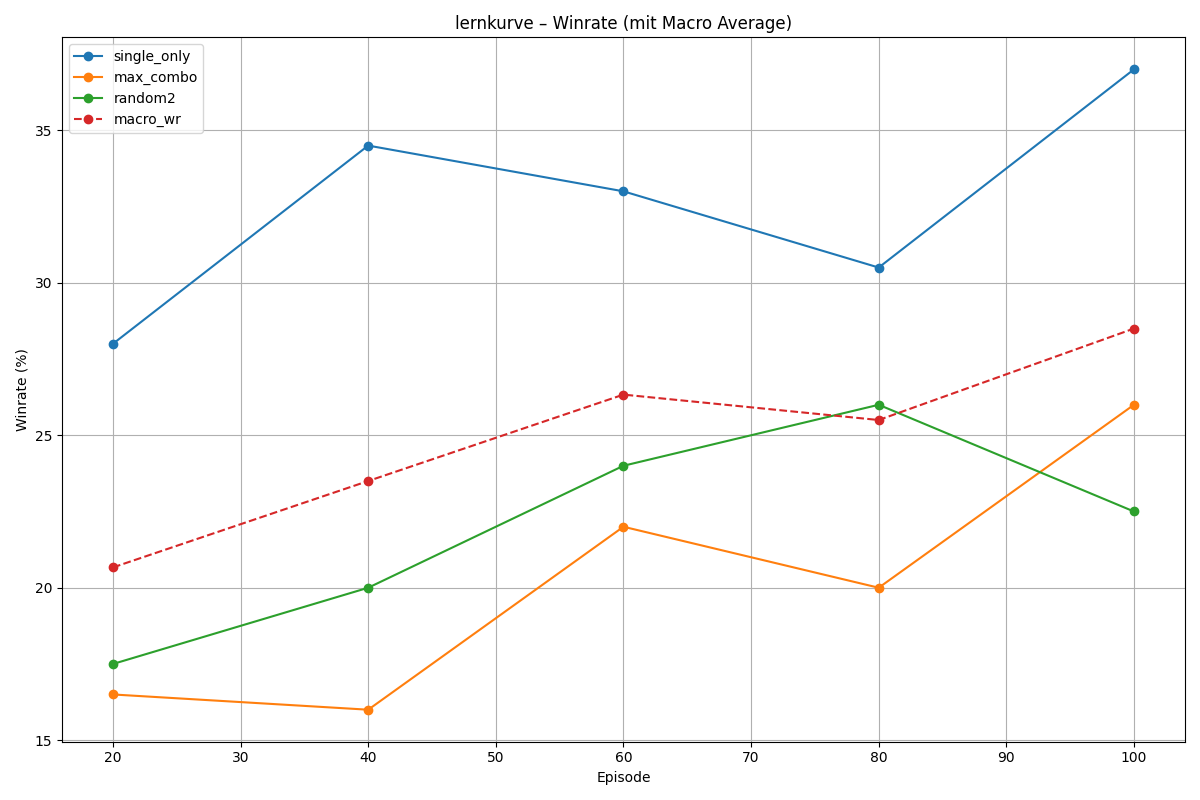 lernkurve – Winrate (mit Macro Average)
single_only
max_combo
random2
macro_wr
Winrate (%)
35
30
25
20
15
20 30 40 50 60 70 80 90 100
Episode